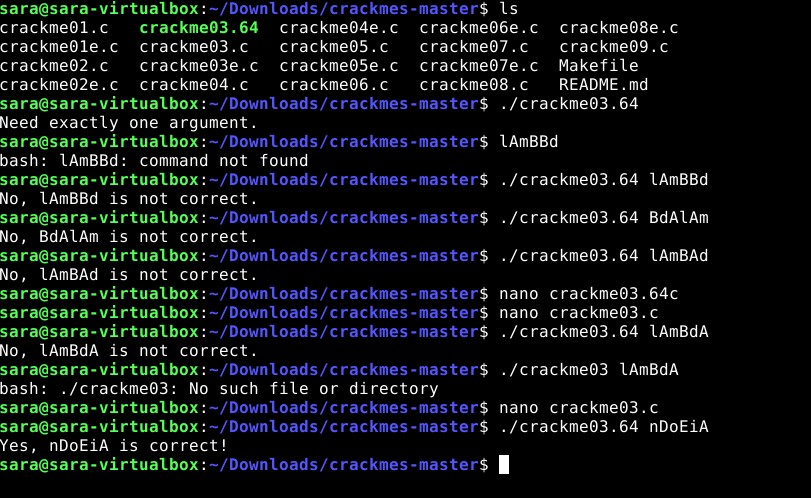 sara@sara-virtualbox:~/Downloads/crackmes-master$ ls
crackme01.c   crackme03.64  crackme04e.c  crackme06e.c  crackme08e.c
crackme01e.c  crackme03.c   crackme05.c   crackme07.c   crackme09.c
crackme02.c   crackme03e.c  crackme05e.c  crackme07e.c  Makefile
crackme02e.c  crackme04.c   crackme06.c   crackme08.c   README.md
sara@sara-virtualbox:~/Downloads/crackmes-master$ ./crackme03.64
Need exactly one argument.
sara@sara-virtualbox:~/Downloads/crackmes-master$ lAmBBd
bash: lAmBBd: command not found
sara@sara-virtualbox:~/Downloads/crackmes-master$ ./crackme03.64 lAmBBd
No, lAmBBd is not correct.
sara@sara-virtualbox:~/Downloads/crackmes-master$ ./crackme03.64 BdAlAm
No, BdAlAm is not correct.
sara@sara-virtualbox:~/Downloads/crackmes-master$ ./crackme03.64 lAmBAd
No, lAmBAd is not correct.
sara@sara-virtualbox:~/Downloads/crackmes-master$ nano crackme03.64c
sara@sara-virtualbox:~/Downloads/crackmes-master$ nano crackme03.c
sara@sara-virtualbox:~/Downloads/crackmes-master$ ./crackme03.64 lAmBdA
No, lAmBdA is not correct.
sara@sara-virtualbox:~/Downloads/crackmes-master$ ./crackme03 lAmBdA
bash: ./crackme03: No such file or directory
sara@sara-virtualbox:~/Downloads/crackmes-master$ nano crackme03.c
sara@sara-virtualbox:~/Downloads/crackmes-master$ ./crackme03.64 nDoEiA
Yes, nDoEiA is correct!
sara@sara-virtualbox:~/Downloads/crackmes-master$